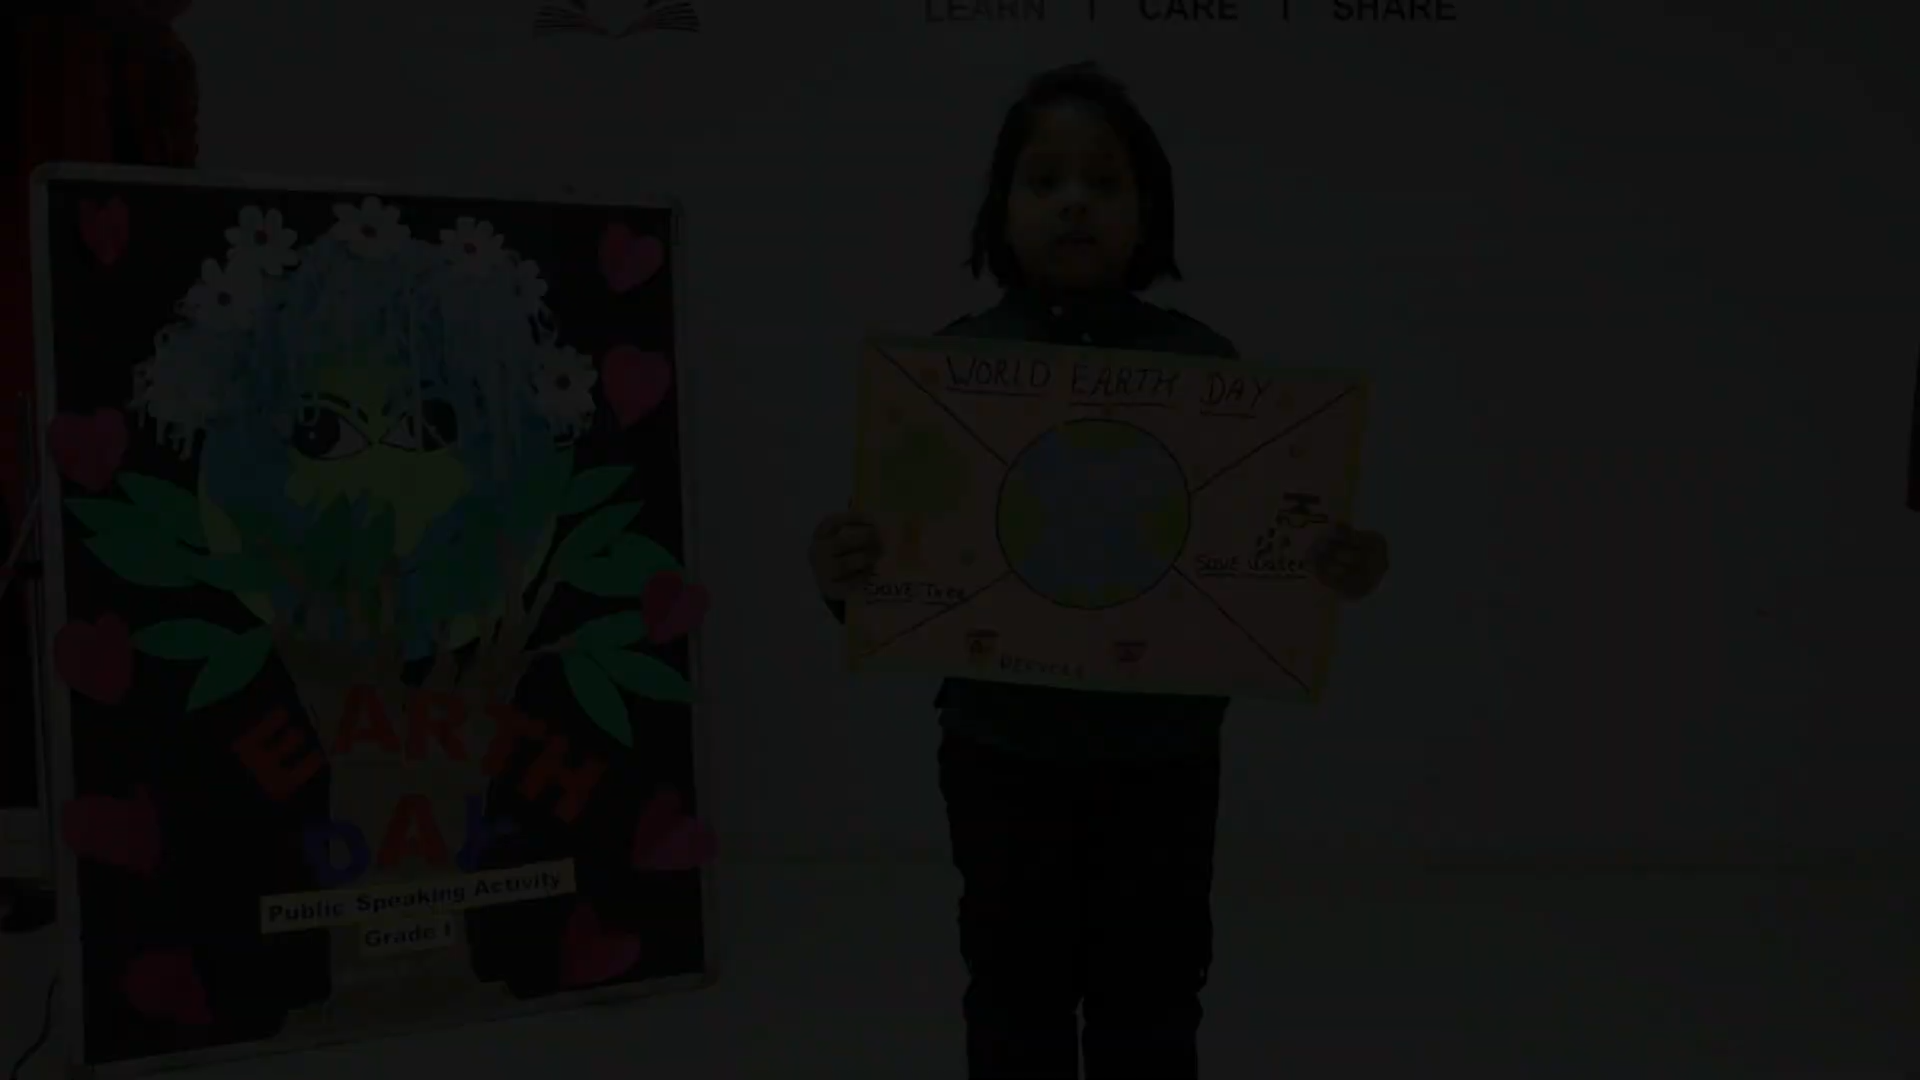 LEARN | CARE | SHARE
WORLD EARTH DAY
Save Water
SAVE Tree
EARTH
DAY
Public Speaking Activity
Grade I